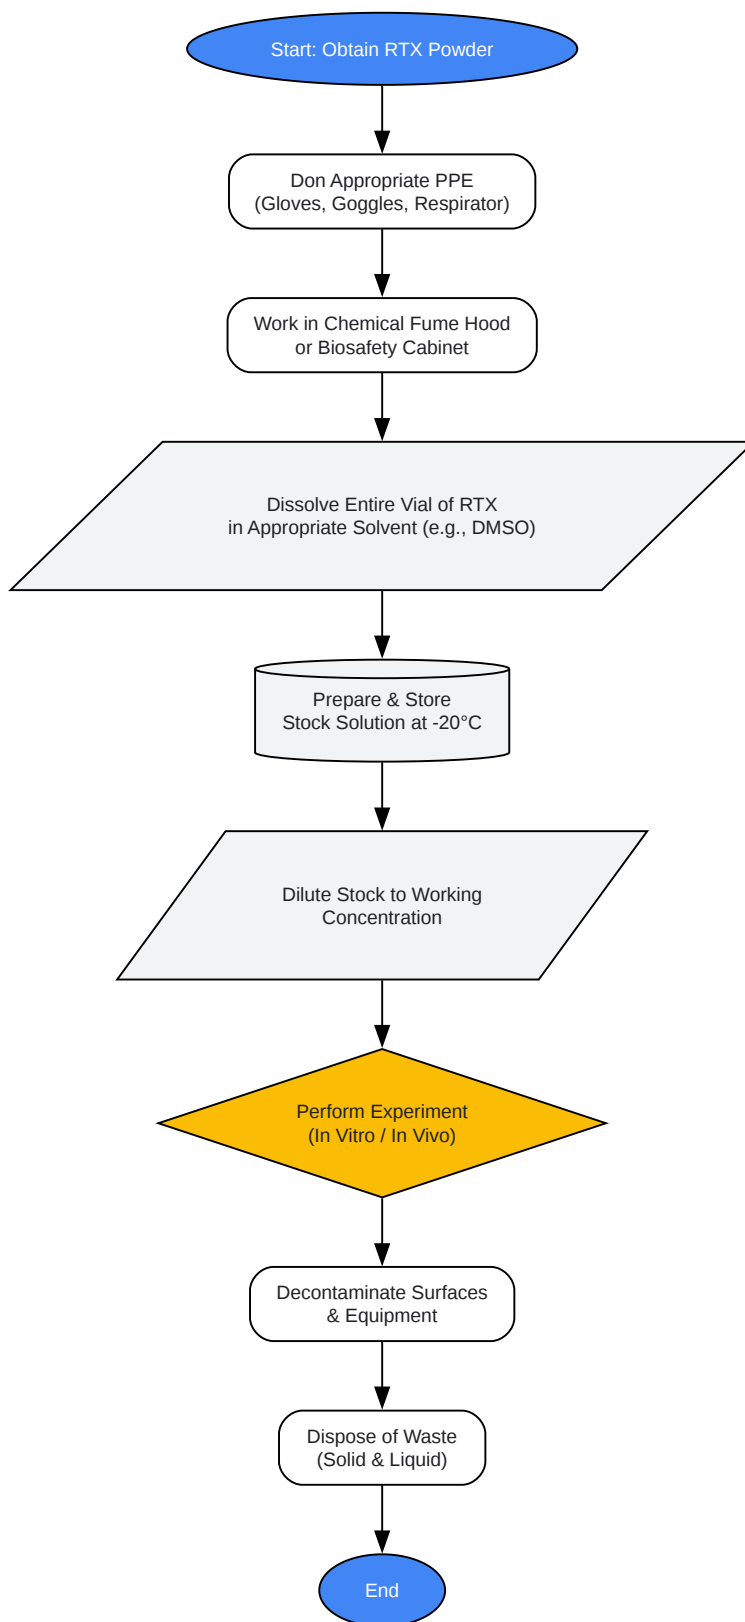 Start: Obtain RTX Powder
Don Appropriate PPE
(Gloves, Goggles, Respirator)
Work in Chemical Fume Hood
or Biosafety Cabinet
Dissolve Entire Vial of RTX
in Appropriate Solvent (e.g., DMSO)
Prepare & Store
Stock Solution at -20°C
Dilute Stock to Working
Concentration
Perform Experiment
(In Vitro / In Vivo)
Decontaminate Surfaces
& Equipment
Dispose of Waste
(Solid & Liquid)
End